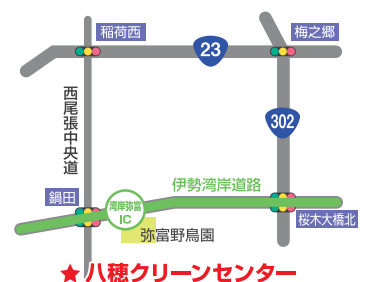 稲荷西
梅之郷
23
西尾張中央道
302
伊勢湾岸道路
鍋田
湾岸弥富
IC
桜木大橋北
弥富野鳥園
★八穂クリーンセンター